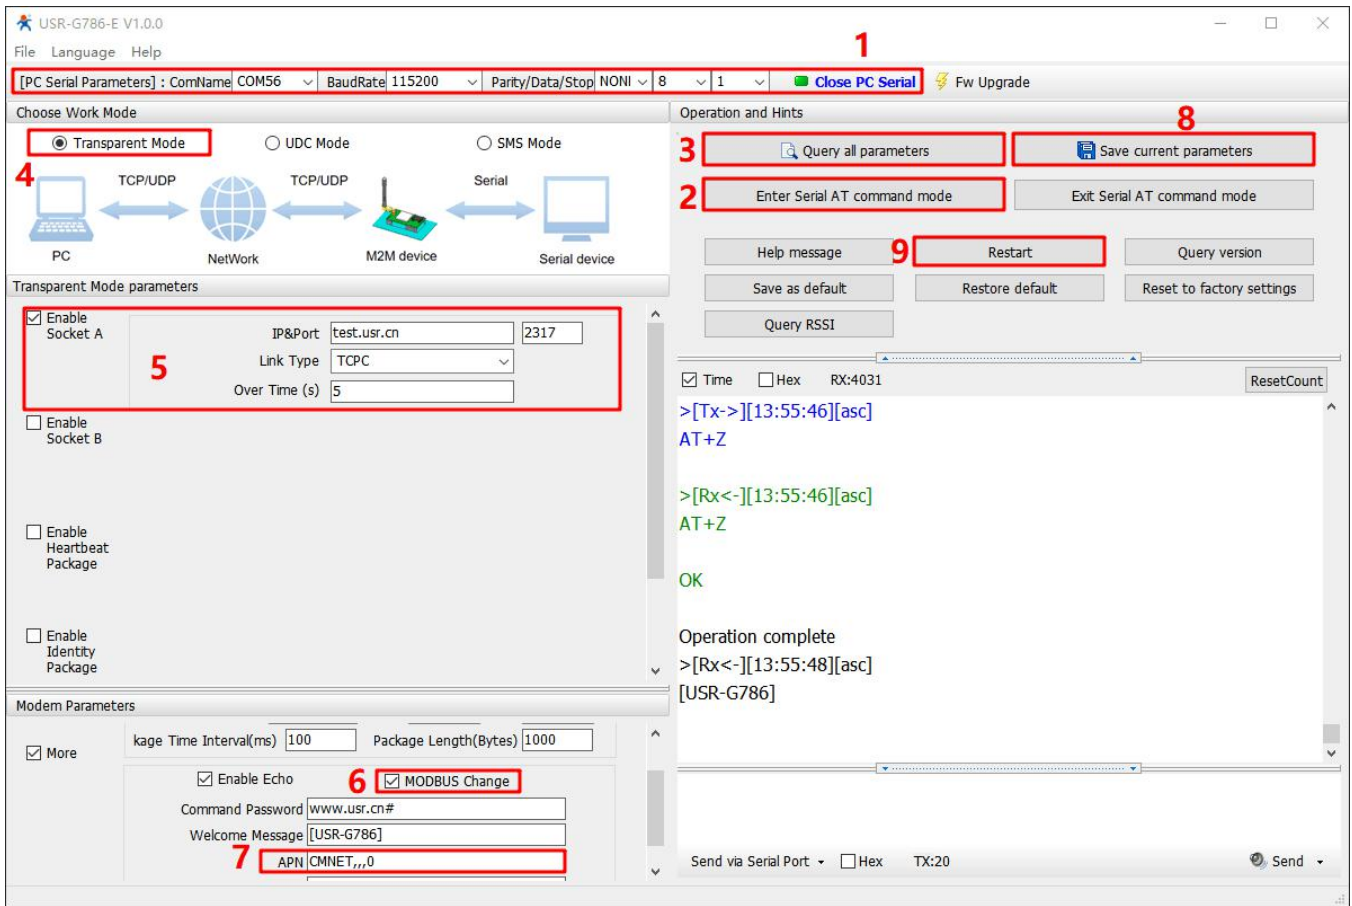 USR-G786-E V1.0.0
File Language Help
1
[PC Serial Parameters] : ComName COM56 BaudRate 115200 Parity/Data/Stop NONI 8 1 Close PC Serial Fw Upgrade
Choose Work Mode
Transparent Mode UDC Mode SMS Mode
4
TCP/UDP TCP/UDP Serial
PC NetWork M2M device Serial device
Transparent Mode parameters
Enable
Socket A
5
IP&Port test.usr.cn 2317
Link Type TCPC
Over Time (s) 5
Enable
Socket B
Enable
Heartbeat
Package
Enable
Identity
Package
Modem Parameters
More
kage Time Interval(ms) 100 Package Length(Bytes) 1000
Enable Echo 6 MODBUS Change
Command Password www.usr.cn#
Welcome Message [USR-G786]
7 APN CMNET,,,0
Operation and Hints
8
3 Query all parameters Save current parameters
2 Enter Serial AT command mode Exit Serial AT command mode
Help message 9 Restart Query version
Save as default Restore default Reset to factory settings
Query RSSI
Time Hex RX:4031 ResetCount
>[Tx->][13:55:46][asc]
AT+Z
>[Rx<-][13:55:46][asc]
AT+Z
OK
Operation complete
>[Rx<-][13:55:48][asc]
[USR-G786]
Send via Serial Port Hex TX:20 Send